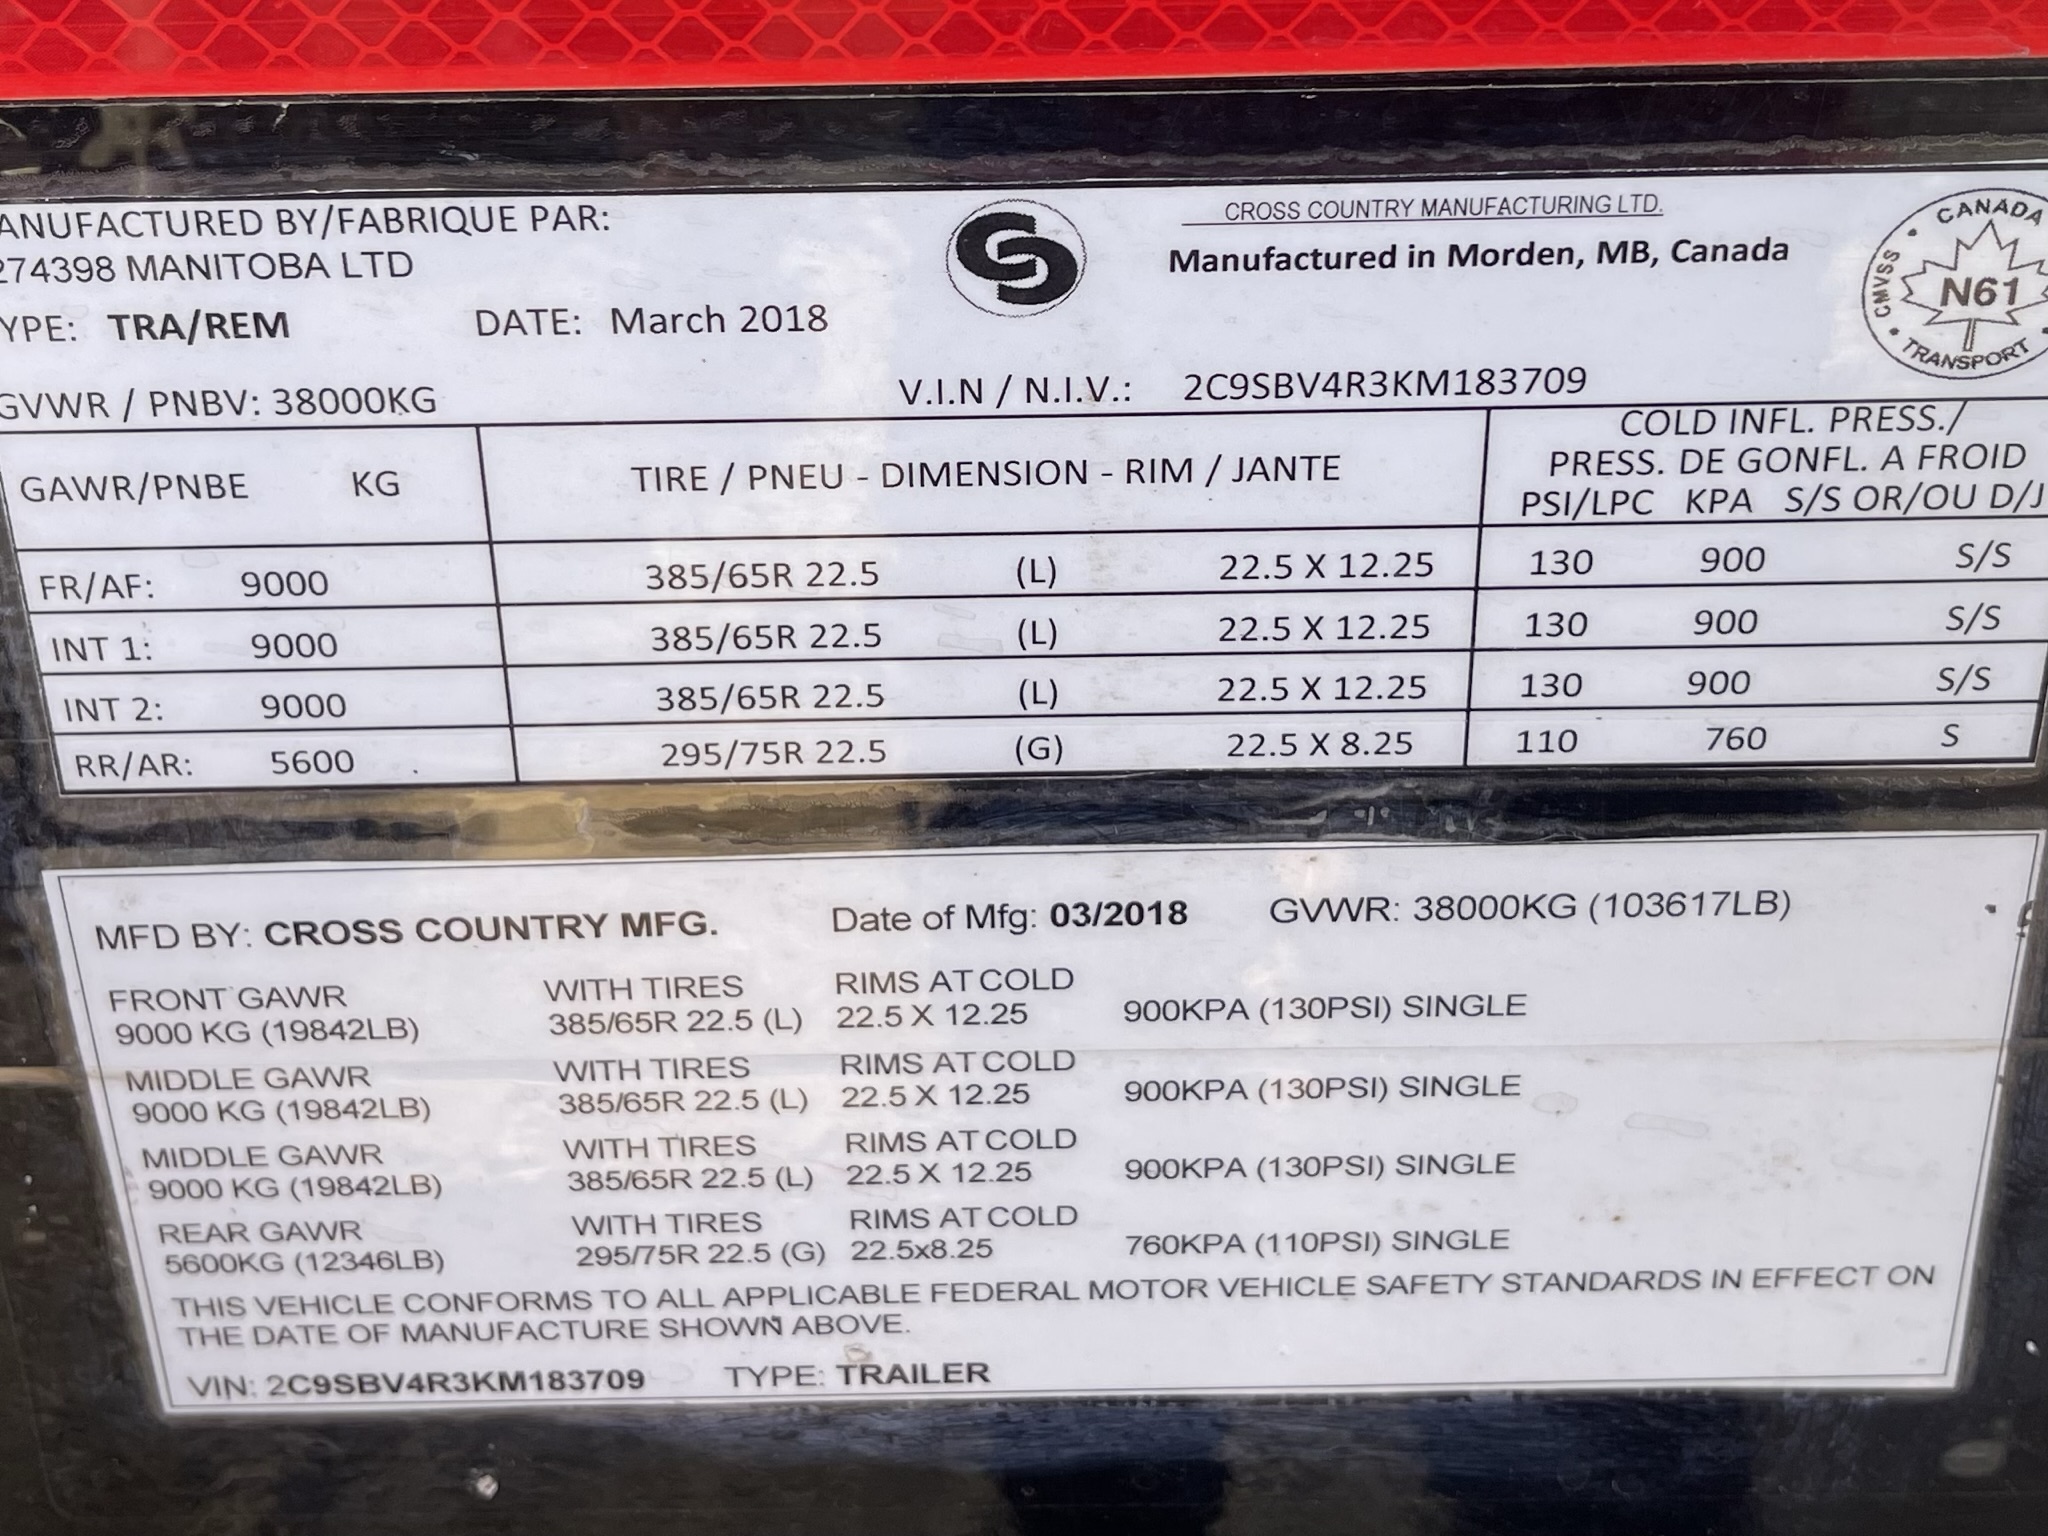 ANUFACTURED BY/FABRIQUE PAR:
274398 MANITOBA LTD
YPE: TRA/REM DATE: March 2018
CROSS COUNTRY MANUFACTURING LTD.
Manufactured in Morden, MB, Canada
CANADA
CMVSS
N61
TRANSPORT
GVWR / PNBV: 38000KG V.I.N / N.I.V.: 2C9SBV4R3KM183709
GAWR/PNBE KG TIRE / PNEU - DIMENSION - RIM / JANTE
COLD INFL. PRESS./
PRESS. DE GONFL. A FROID
PSI/LPC KPA S/S OR/OU D/J
FR/AF: 9000 385/65R 22.5 (L) 22.5 X 12.25 130 900 S/S
INT 1: 9000 385/65R 22.5 (L) 22.5 X 12.25 130 900 S/S
INT 2: 9000 385/65R 22.5 (L) 22.5 X 12.25 130 900 S/S
RR/AR: 5600 295/75R 22.5 (G) 22.5 X 8.25 110 760 S
MFD BY: CROSS COUNTRY MFG. Date of Mfg: 03/2018 GVWR: 38000KG (103617LB)
FRONT GAWR WITH TIRES RIMS AT COLD
9000 KG (19842LB) 385/65R 22.5 (L) 22.5 X 12.25 900KPA (130PSI) SINGLE
MIDDLE GAWR WITH TIRES RIMS AT COLD
9000 KG (19842LB) 385/65R 22.5 (L) 22.5 X 12.25 900KPA (130PSI) SINGLE
MIDDLE GAWR WITH TIRES RIMS AT COLD
9000 KG (19842LB) 385/65R 22.5 (L) 22.5 X 12.25 900KPA (130PSI) SINGLE
REAR GAWR WITH TIRES RIMS AT COLD
5600KG (12346LB) 295/75R 22.5 (G) 22.5x8.25 760KPA (110PSI) SINGLE
THIS VEHICLE CONFORMS TO ALL APPLICABLE FEDERAL MOTOR VEHICLE SAFETY STANDARDS IN EFFECT ON
THE DATE OF MANUFACTURE SHOWN ABOVE.
VIN: 2C9SBV4R3KM183709 TYPE: TRAILER